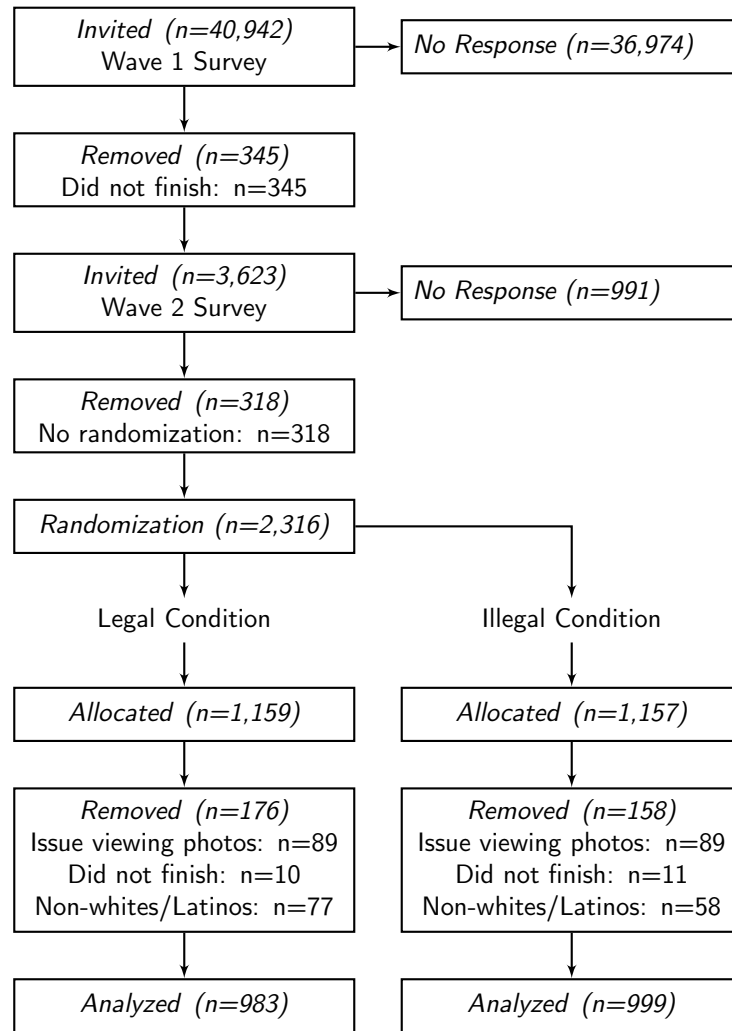 Invited (n=40,942)
Wave 1 Survey
No Response (n=36,974)
Removed (n=345)
Did not finish: n=345
Invited (n=3,623)
Wave 2 Survey
No Response (n=991)
Removed (n=318)
No randomization: n=318
Randomization (n=2,316)
Legal Condition
Illegal Condition
Allocated (n=1,159)
Allocated (n=1,157)
Removed (n=176)
Issue viewing photos: n=89
Did not finish: n=10
Non-whites/Latinos: n=77
Removed (n=158)
Issue viewing photos: n=89
Did not finish: n=11
Non-whites/Latinos: n=58
Analyzed (n=983)
Analyzed (n=999)